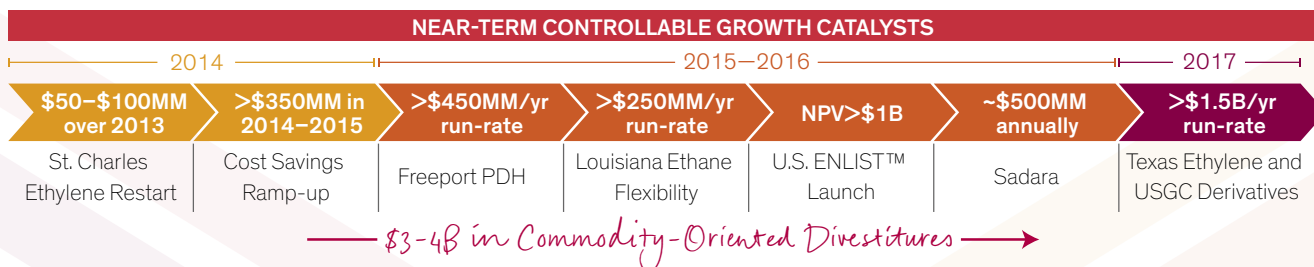 NEAR-TERM CONTROLLABLE GROWTH CATALYSTS
2014
2015–2016
2017
$50–$100MM
over 2013
>$350MM in
2014–2015
>$450MM/yr
run-rate
>$250MM/yr
run-rate
NPV>$1B
~$500MM
annually
>$1.5B/yr
run-rate
St. Charles
Ethylene Restart
Cost Savings
Ramp-up
Freeport PDH
Louisiana Ethane
Flexibility
U.S. ENLIST™
Launch
Sadara
Texas Ethylene and
USGC Derivatives
$3-4B in Commodity-Oriented Divestitures